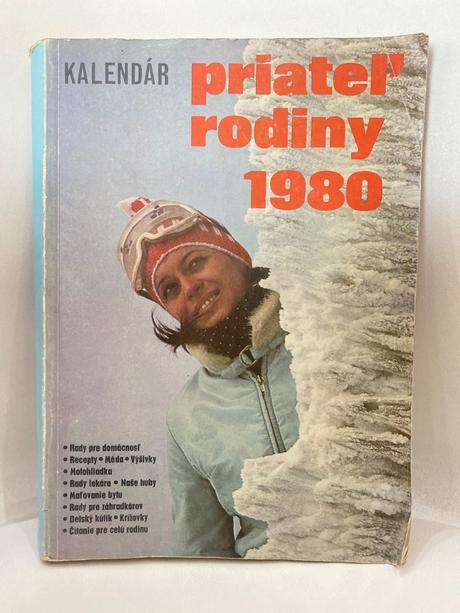 KALENDÁR
priateľ
rodiny
1980
• Rady pre domácnosť
• Recepty • Móda • Výšivky
• Motohliadka
• Rady lekára • Naše huby
• Maľovanie bytu
• Rady pre záhradkárov
• Detský kútik • Krížovky
• Čítanie pre celú rodinu